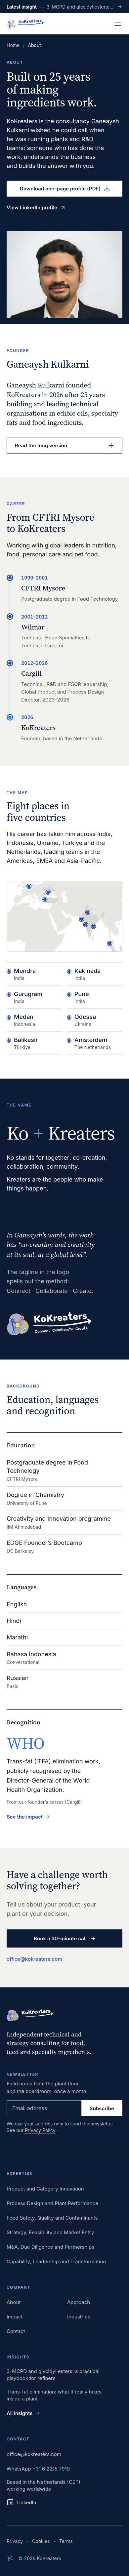 Latest insight — 3-MCPD and glycidyl esters:...
KoKreaters
Home / About
ABOUT
Built on 25 years
of making
ingredients work.
KoKreaters is the consultancy Ganeaysh
Kulkarni wished he could call when
he was running plants and R&D
teams: someone who has done the
work, understands the business
and builds the answer with you.
Download one-page profile (PDF)
View LinkedIn profile
FOUNDER
Ganeaysh Kulkarni
Ganeaysh Kulkarni founded
KoKreaters in 2026 after 25 years
building and leading technical
organisations in edible oils, specialty
fats and food ingredients.
Read the long version
CAREER
From CFTRI Mysore
to KoKreaters
Working with global leaders in nutrition,
food, personal care and pet food.
1999–2001
CFTRI Mysore
Postgraduate degree in Food Technology
2001–2012
Wilmar
Technical Head Specialties to
Technical Director
2012–2026
Cargill
Technical, R&D and FSQR leadership;
Global Product and Process Design
Director, 2023–2026
2026
KoKreaters
Founder, based in the Netherlands
THE MAP
Eight places in
five countries
His career has taken him across India,
Indonesia, Ukraine, Türkiye and the
Netherlands, leading teams in the
Americas, EMEA and Asia-Pacific.
Mundra
India
Kakinada
India
Gurugram
India
Pune
India
Medan
Indonesia
Odessa
Ukraine
Balikesir
Türkiye
Amsterdam
The Netherlands
THE NAME
Ko + Kreaters
Ko stands for together: co-creation,
collaboration, community.
Kreaters are the people who make
things happen.
In Ganeaysh’s words, the work
has “co-creation and creativity
at its soul, at a global level”.
The tagline in the logo
spells out the method:
Connect · Collaborate · Create.
KoKreaters
Connect Collaborate Create
BACKGROUND
Education, languages
and recognition
Education
Postgraduate degree in Food
Technology
CFTRI Mysore
Degree in Chemistry
University of Pune
Creativity and Innovation programme
IIM Ahmedabad
EDGE Founder’s Bootcamp
UC Berkeley
Languages
English
Hindi
Marathi
Bahasa Indonesia
Conversational
Russian
Basic
Recognition
WHO
Trans-fat (iTFA) elimination work,
publicly recognised by the
Director-General of the World
Health Organization.
From our founder’s career (Cargill)
See the impact
Have a challenge worth
solving together?
Tell us about your product, your
plant or your decision.
Book a 30-minute call
office@kokreaters.com
KoKreaters
Connect Collaborate Create
Independent technical and
strategy consulting for food,
feed and specialty ingredients.
NEWSLETTER
Field notes from the plant floor
and the boardroom, once a month.
Email address
Subscribe
We use your address only to send the newsletter.
See our Privacy Policy.
EXPERTISE
Product and Category Innovation
Process Design and Plant Performance
Food Safety, Quality and Contaminants
Strategy, Feasibility and Market Entry
M&A, Due Diligence and Partnerships
Capability, Leadership and Transformation
COMPANY
About
Approach
Impact
Industries
Contact
INSIGHTS
3-MCPD and glycidyl esters: a practical
playbook for refiners
Trans-fat elimination: what it really takes
inside a plant
All insights
CONTACT
office@kokreaters.com
WhatsApp +31 6 2215 7910
Based in the Netherlands (CET),
working worldwide
LinkedIn
Privacy · Cookies · Terms
© 2026 KoKreaters